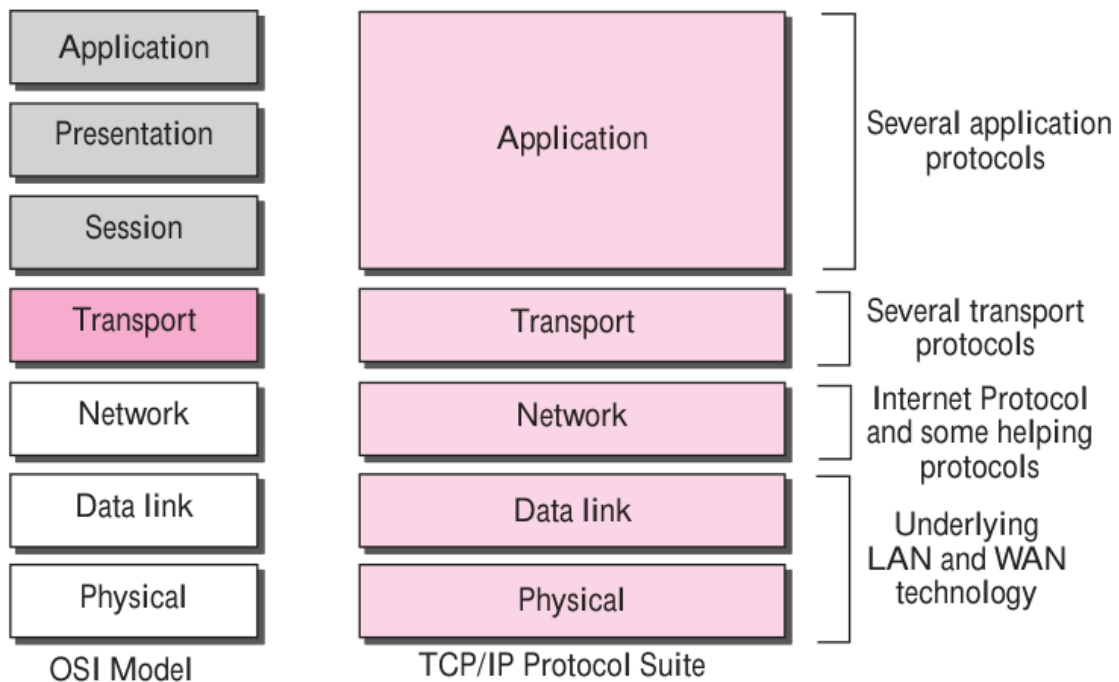 Application
Presentation
Session
Transport
Network
Data link
Physical
OSI Model
Application
Transport
Network
Data link
Physical
TCP/IP Protocol Suite
Several application
protocols
Several transport
protocols
Internet Protocol
and some helping
protocols
Underlying
LAN and WAN
technology